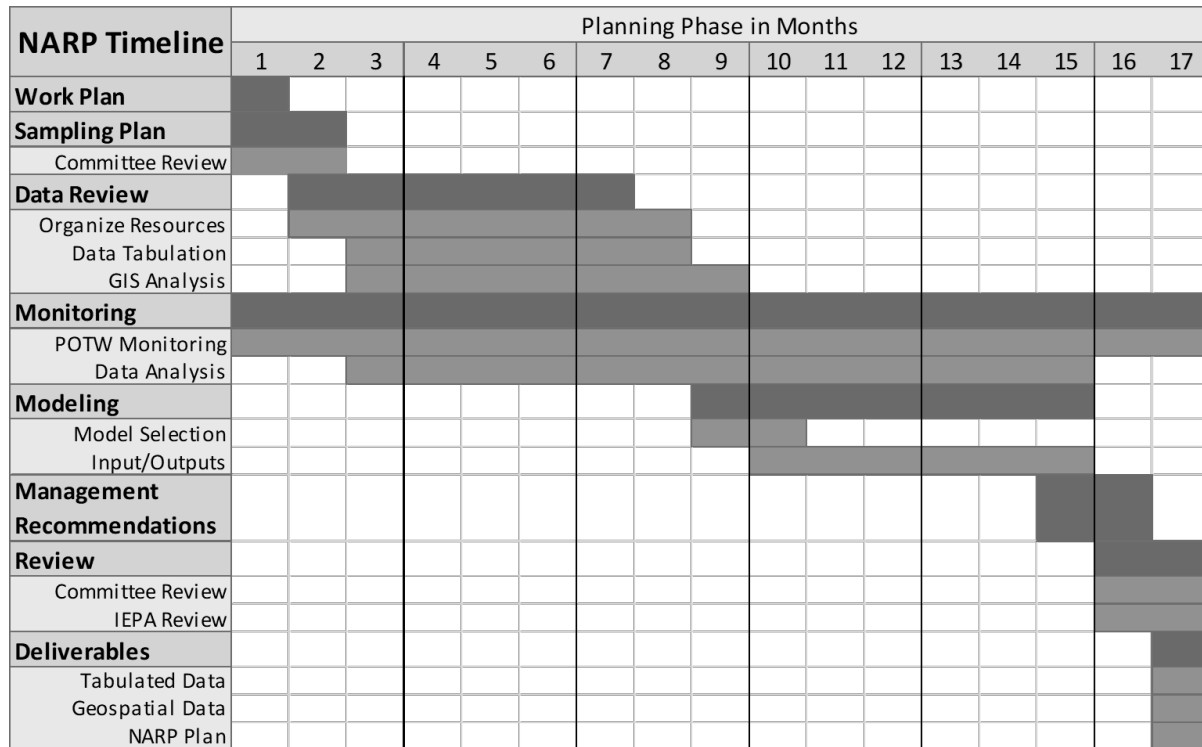 NARP Timeline
Planning Phase in Months
1 2 3 4 5 6 7 8 9 10 11 12 13 14 15 16 17
Work Plan
Sampling Plan
Committee Review
Data Review
Organize Resources
Data Tabulation
GIS Analysis
Monitoring
POTW Monitoring
Data Analysis
Modeling
Model Selection
Input/Outputs
Management
Recommendations
Review
Committee Review
IEPA Review
Deliverables
Tabulated Data
Geospatial Data
NARP Plan